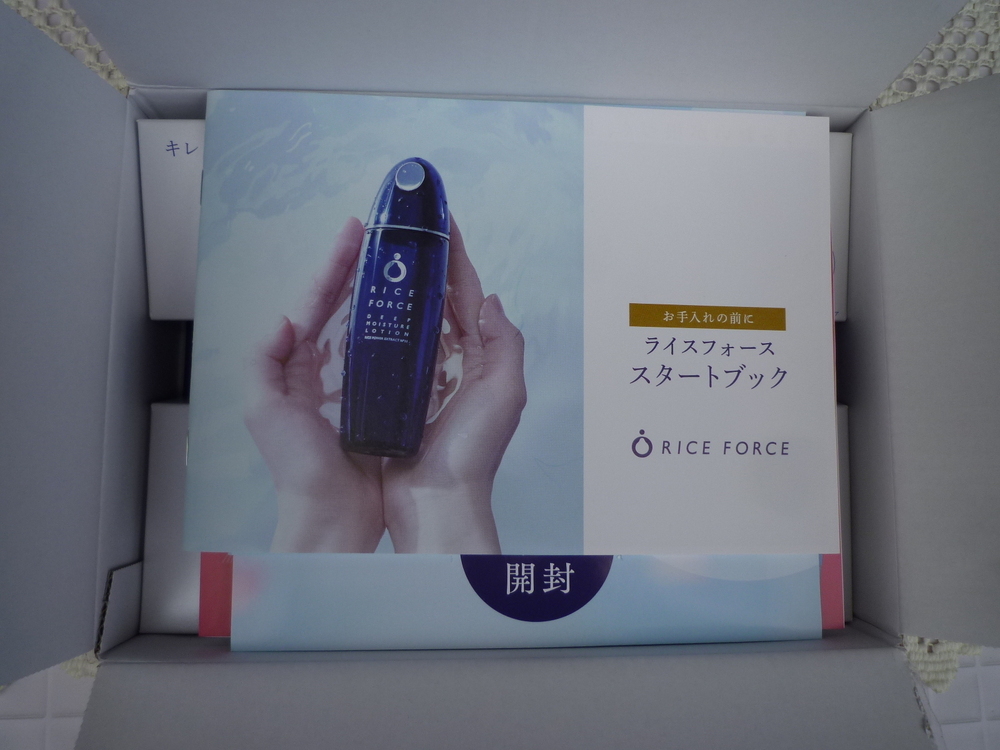 キレ
RICE
FORCE
DEEP
MOISTURE
LOTION
お手入れの前に
ライスフォース
スタートブック
RICE FORCE
開封